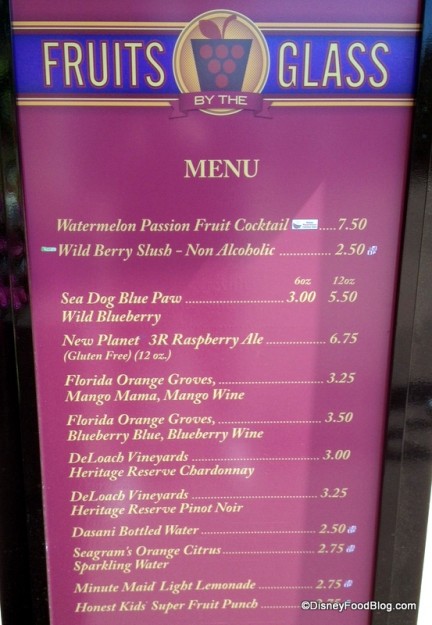 FRUITS BY THE GLASS
MENU
Watermelon Passion Fruit Cocktail ..... 7.50
Wild Berry Slush - Non Alcoholic ............ 2.50
6oz 12oz
Sea Dog Blue Paw ........................ 3.00 5.50
Wild Blueberry
New Planet 3R Raspberry Ale ............... 6.75
(Gluten Free) (12 oz.)
Florida Orange Groves, ......................... 3.25
Mango Mama, Mango Wine
Florida Orange Groves, ......................... 3.50
Blueberry Blue, Blueberry Wine
DeLoach Vineyards ............................... 3.00
Heritage Reserve Chardonnay
DeLoach Vineyards ............................... 3.25
Heritage Reserve Pinot Noir
Dasani Bottled Water ............................ 2.50
Seagram's Orange Citrus ....................... 2.75
Sparkling Water
Minute Maid Light Lemonade ............... 2.75
Honest Kids Super Fruit Punch ..............
©DisneyFoodBlog.com